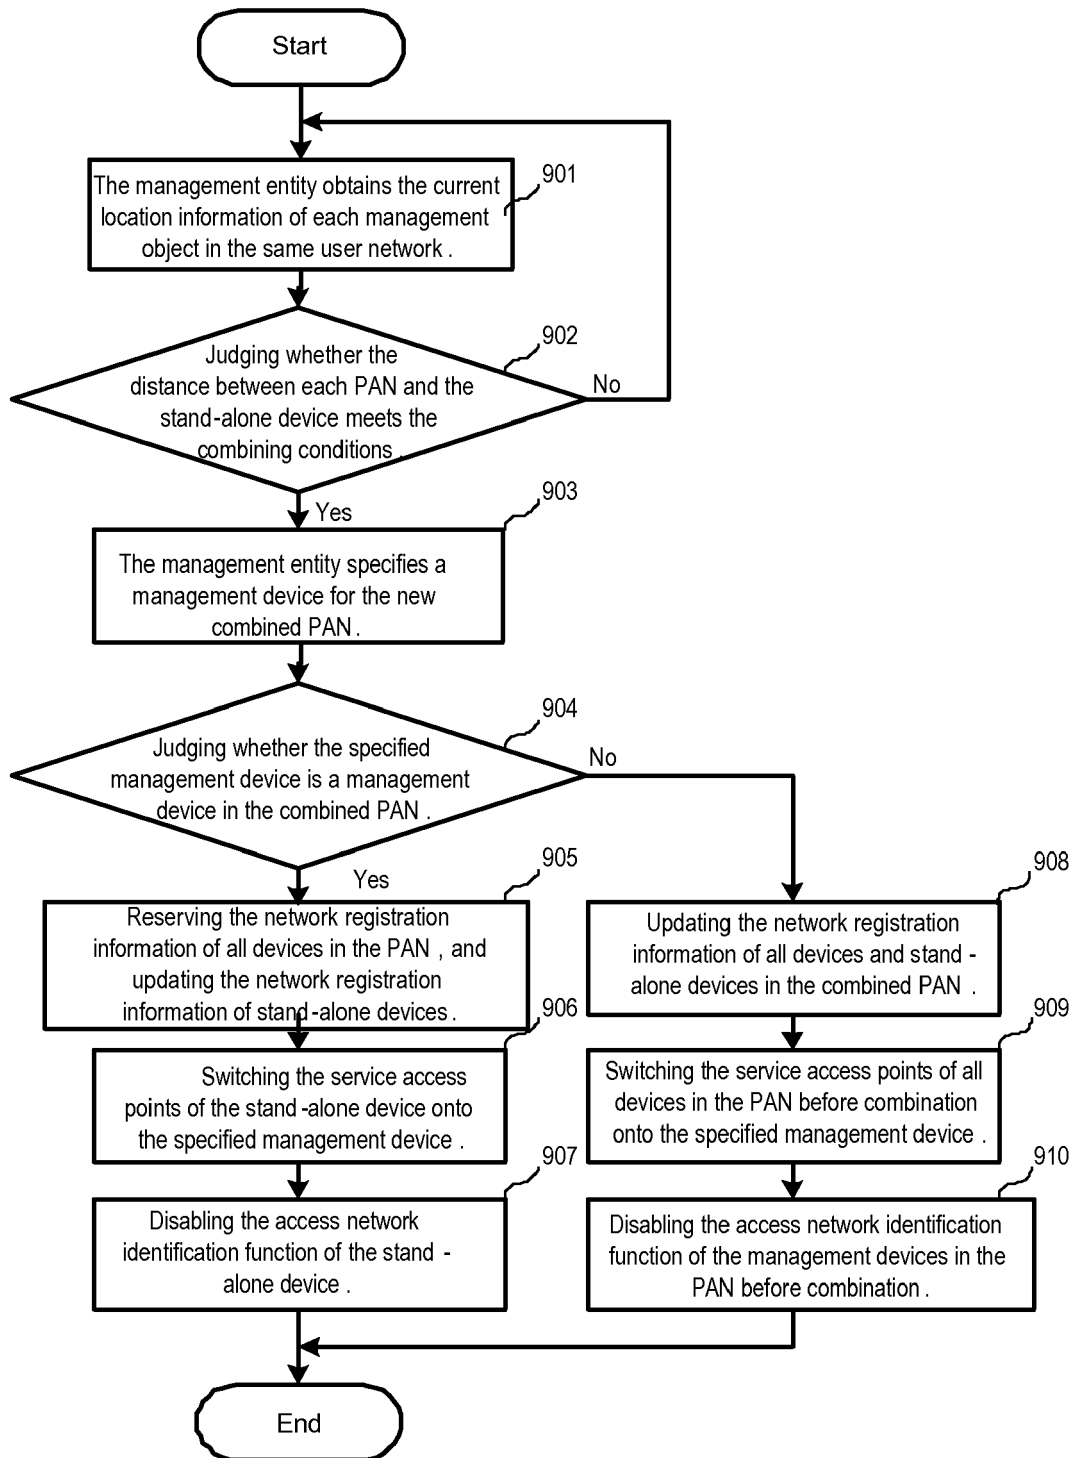 Start
901
The management entity obtains the current
location information of each management
object in the same user network .
902
Judging whether the
distance between each PAN and the
stand-alone device meets the
combining conditions .
No
Yes
903
The management entity specifies a
management device for the new
combined PAN .
904
Judging whether the specified
management device is a management
device in the combined PAN .
No
Yes
905
Reserving the network registration
information of all devices in the PAN , and
updating the network registration
information of stand-alone devices .
908
Updating the network registration
information of all devices and stand -
alone devices in the combined PAN .
906
Switching the service access
points of the stand -alone device onto
the specified management device .
909
Switching the service access points of all
devices in the PAN before combination
onto the specified management device .
907
Disabling the access network
identification function of the stand -
alone device .
910
Disabling the access network identification
function of the management devices in the
PAN before combination .
End